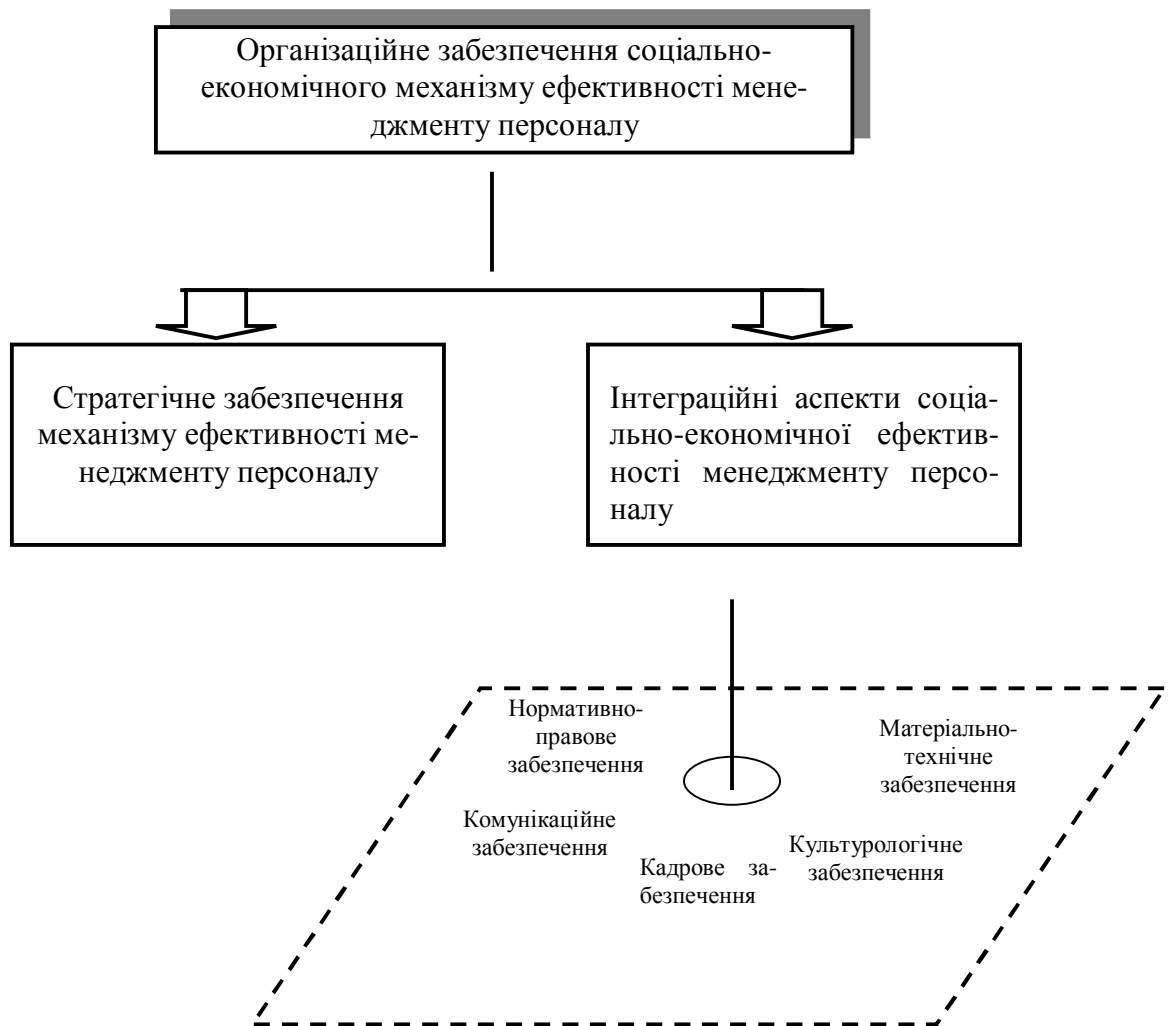 Організаційне забезпечення соціально-
економічного механізму ефективності мене-
джменту персоналу
Стратегічне забезпечення
механізму ефективності ме-
неджменту персоналу
Інтеграційні аспекти соціа-
льно-економічної ефектив-
ності менеджменту персо-
налу
Нормативно-
правове
забезпечення
Матеріально-
технічне
забезпечення
Комунікаційне
забезпечення
Кадрове за-
безпечення
Культурологічне
забезпечення